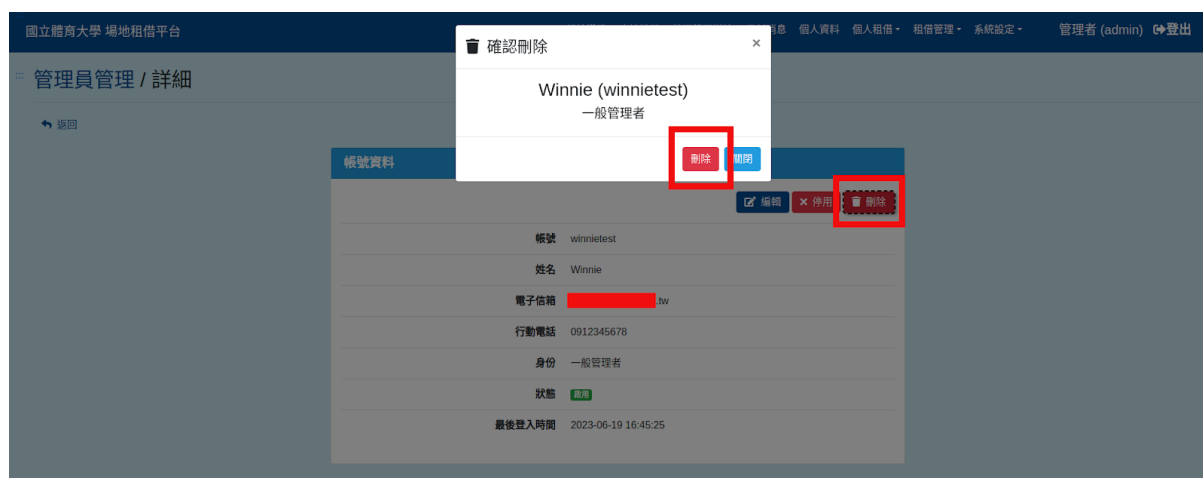 國立體育大學 場地租借平台
消息 個人資料 個人租借 租借管理 系統設定 管理者 (admin) 登出
確認刪除 ×
管理員管理 / 詳細
Winnie (winnietest)
一般管理者
返回
刪除 關閉
帳號資料
編輯 停用 刪除
帳號 winnietest
姓名 Winnie
電子信箱 .tw
行動電話 0912345678
身份 一般管理者
狀態 啟用
最後登入時間 2023-06-19 16:45:25